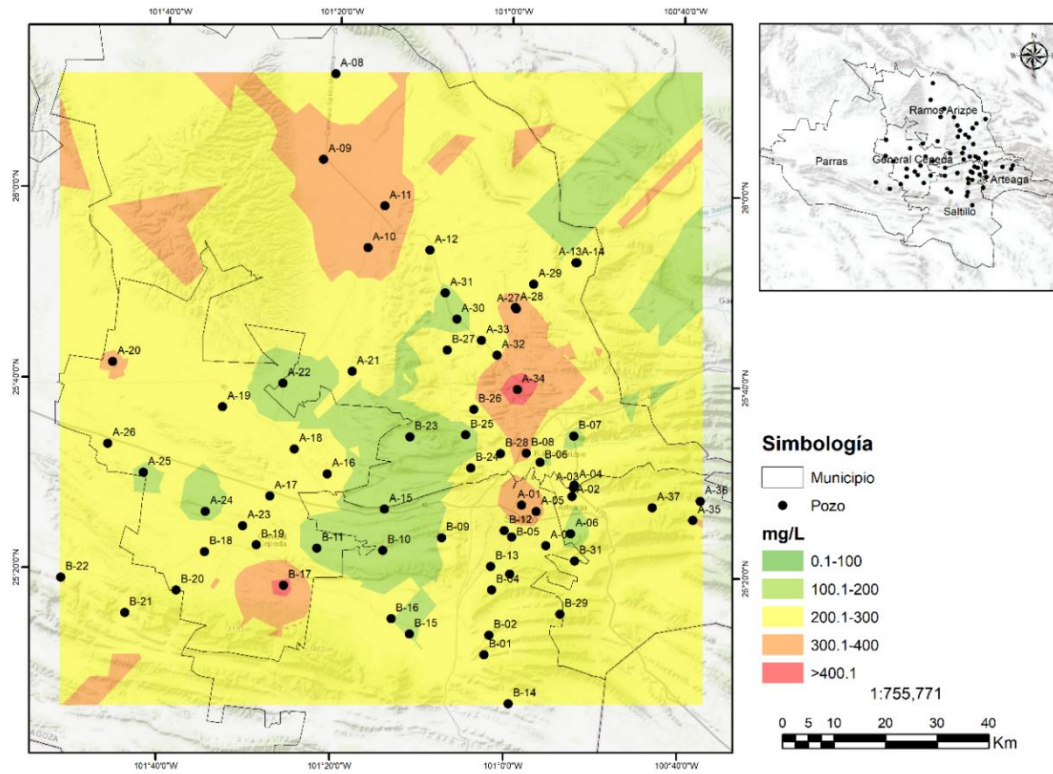 101°40'0"W 101°20'0"W 101°0'0"W 100°40'0"W
A-08
Ramos Arizpe
A-09
Parras
General Cepeda
26°0'0"N
Arteaga
A-11
26°0'0"N
Saltillo
A-10
A-12
A-13 A-14
A-29
A-31
A-27 A-28
A-30
A-33
B-27
A-32
A-20
A-21
25°40'0"N
A-22
A-34
25°40'0"N
A-19
B-26
B-23
B-25
B-07
A-26
A-18
B-28 B-08
Simbología
B-24
B-06
Municipio
A-25
A-16
A-03 A-04
Pozo
A-17
A-02
A-36
A-24
A-15
A-01
A-37
mg/L
A-05
A-35
A-23
B-12
B-19
B-09
B-05
A-06
0.1-100
B-18
B-11
B-10
100.1-200
B-22
B-13
B-31
25°20'0"N
25°20'0"N
200.1-300
B-20
B-17
B-04
300.1-400
B-21
B-16
B-29
>400.1
B-15
B-02
B-01
1:755,771
B-14
0 5 10 20 30 40
Km
101°40'0"W 101°20'0"W 101°0'0"W 100°40'0"W